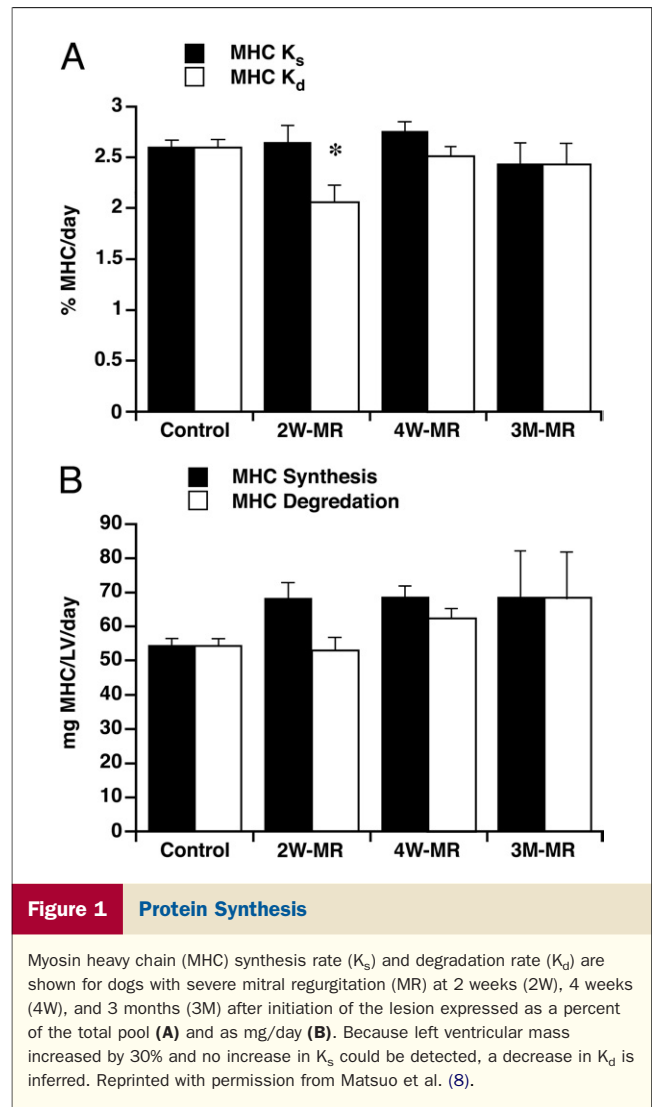 A
MHC Ks
MHC Kd
3
2.5
2
1.5
1
0.5
0
% MHC/day
*
Control 2W-MR 4W-MR 3M-MR
B
MHC Synthesis
MHC Degredation
90
80
70
60
50
40
30
20
10
0
mg MHC/LV/day
Control 2W-MR 4W-MR 3M-MR
Figure 1 Protein Synthesis
Myosin heavy chain (MHC) synthesis rate (Ks) and degradation rate (Kd) are
shown for dogs with severe mitral regurgitation (MR) at 2 weeks (2W), 4 weeks
(4W), and 3 months (3M) after initiation of the lesion expressed as a percent
of the total pool (A) and as mg/day (B). Because left ventricular mass
increased by 30% and no increase in Ks could be detected, a decrease in Kd is
inferred. Reprinted with permission from Matsuo et al. (8).